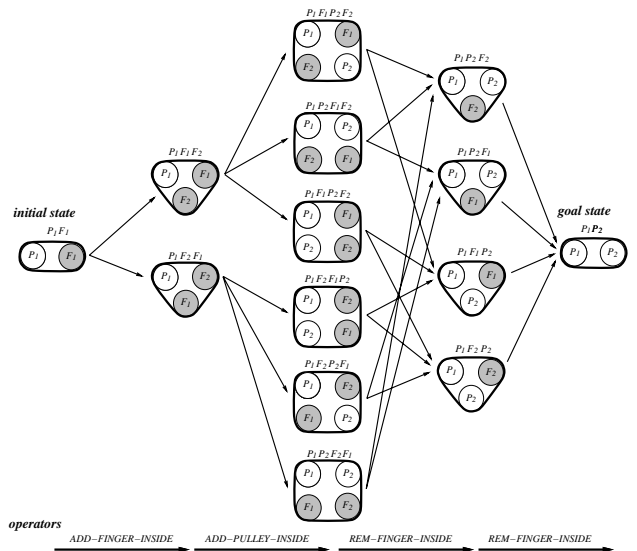 P1 F1 P2 F2
P1 F1
F2 P2
P1 P2 F1 F2
P1 P2
F2 F1
P1 F1 P2 F2
P1 F1
P2 F2
P1 F2 F1 P2
P1 F2
P2 F1
P1 F2 P2 F1
P1 F2
F1 P2
P1 P2 F2 F1
P1 P2
F1 F2
P1 F1 F2
P1 F1
F2
P1 F2 F1
P1 F2
F1
initial state
P1 F1
P1 F1
P1 P2 F2
P1 P2
F2
P1 P2 F1
P1 P2
F1
P1 F1 P2
P1 F1
P2
P1 F2 P2
P1 F2
P2
goal state
P1 P2
P1 P2
operators
ADD-FINGER-INSIDE ADD-PULLEY-INSIDE REM-FINGER-INSIDE REM-FINGER-INSIDE